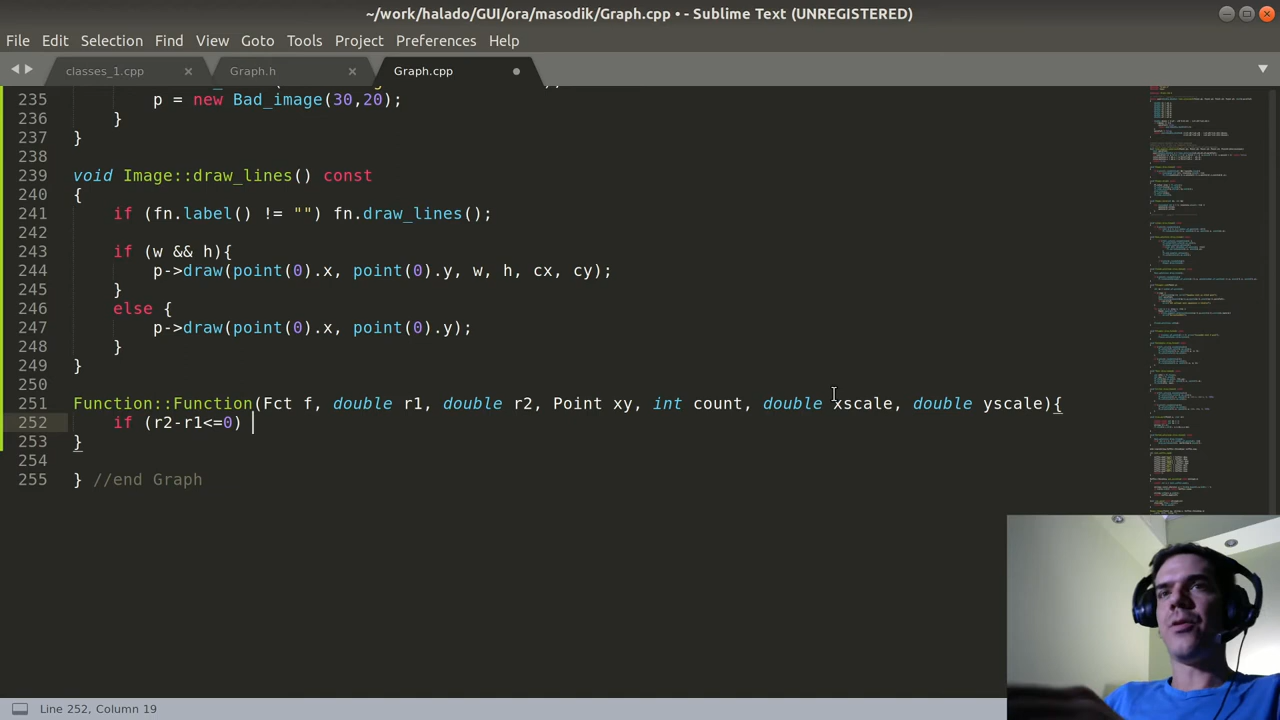 ~/work/halado/GUI/ora/masodik/Graph.cpp • - Sublime Text (UNREGISTERED)
File Edit Selection Find View Goto Tools Project Preferences Help
classes_1.cpp Graph.h Graph.cpp
235 p = new Bad_image(30,20);
236 }
237 }
238
239 void Image::draw_lines() const
240 {
241 if (fn.label() != "") fn.draw_lines();
242
243 if (w && h){
244 p->draw(point(0).x, point(0).y, w, h, cx, cy);
245 }
246 else {
247 p->draw(point(0).x, point(0).y);
248 }
249 }
250
251 Function::Function(Fct f, double r1, double r2, Point xy, int count, double xscale, double yscale){
252 if (r2-r1<=0)
253 }
254
255 } //end Graph
Line 252, Column 19